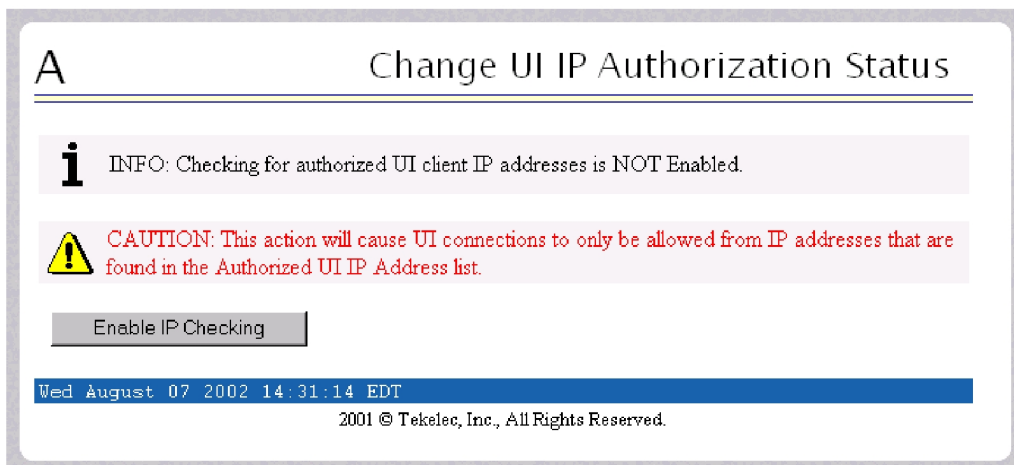 A
Change UI IP Authorization Status
i
INFO: Checking for authorized UI client IP addresses is NOT Enabled.
CAUTION: This action will cause UI connections to only be allowed from IP addresses that are
found in the Authorized UI IP Address list.
Enable IP Checking
Wed August 07 2002 14:31:14 EDT
2001 © Tekelec, Inc., All Rights Reserved.